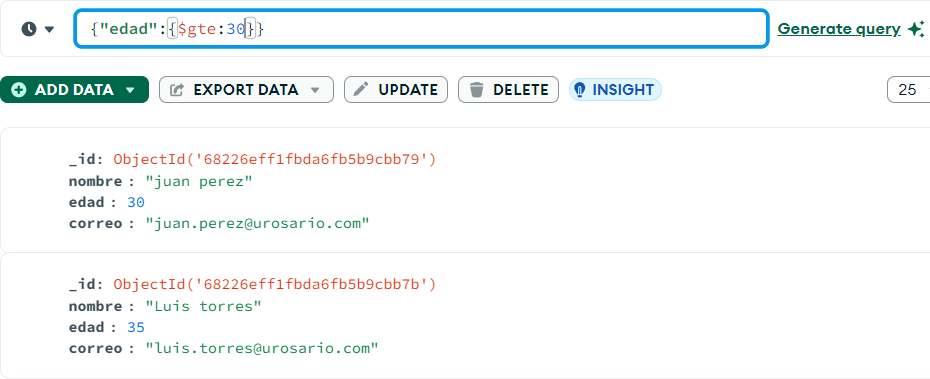 {"edad":{$gte:30}}
Generate query
ADD DATA
EXPORT DATA
UPDATE
DELETE
INSIGHT
25
_id: ObjectId('68226eff1fbda6fb5b9cbb79')
nombre : "juan perez"
edad : 30
correo : "juan.perez@urosario.com"
_id: ObjectId('68226eff1fbda6fb5b9cbb7b')
nombre : "Luis torres"
edad : 35
correo : "luis.torres@urosario.com"